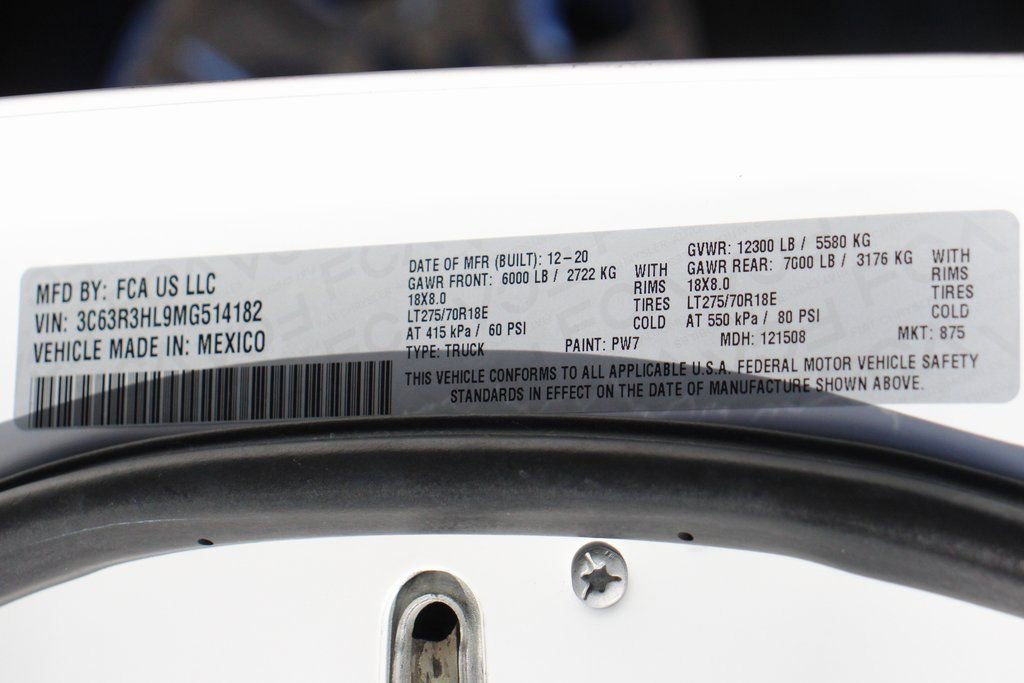 MFD BY: FCA US LLC
VIN: 3C63R3HL9MG514182
VEHICLE MADE IN: MEXICO
DATE OF MFR (BUILT): 12-20
GAWR FRONT: 6000 LB / 2722 KG WITH
18X8.0 RIMS
LT275/70R18E TIRES
AT 415 kPa / 60 PSI COLD
TYPE: TRUCK PAINT: PW7
GVWR: 12300 LB / 5580 KG
GAWR REAR: 7000 LB / 3176 KG WITH
18X8.0 RIMS
LT275/70R18E TIRES
AT 550 kPa / 80 PSI COLD
MDH: 121508 MKT: 875
THIS VEHICLE CONFORMS TO ALL APPLICABLE U.S.A. FEDERAL MOTOR VEHICLE SAFETY
STANDARDS IN EFFECT ON THE DATE OF MANUFACTURE SHOWN ABOVE.